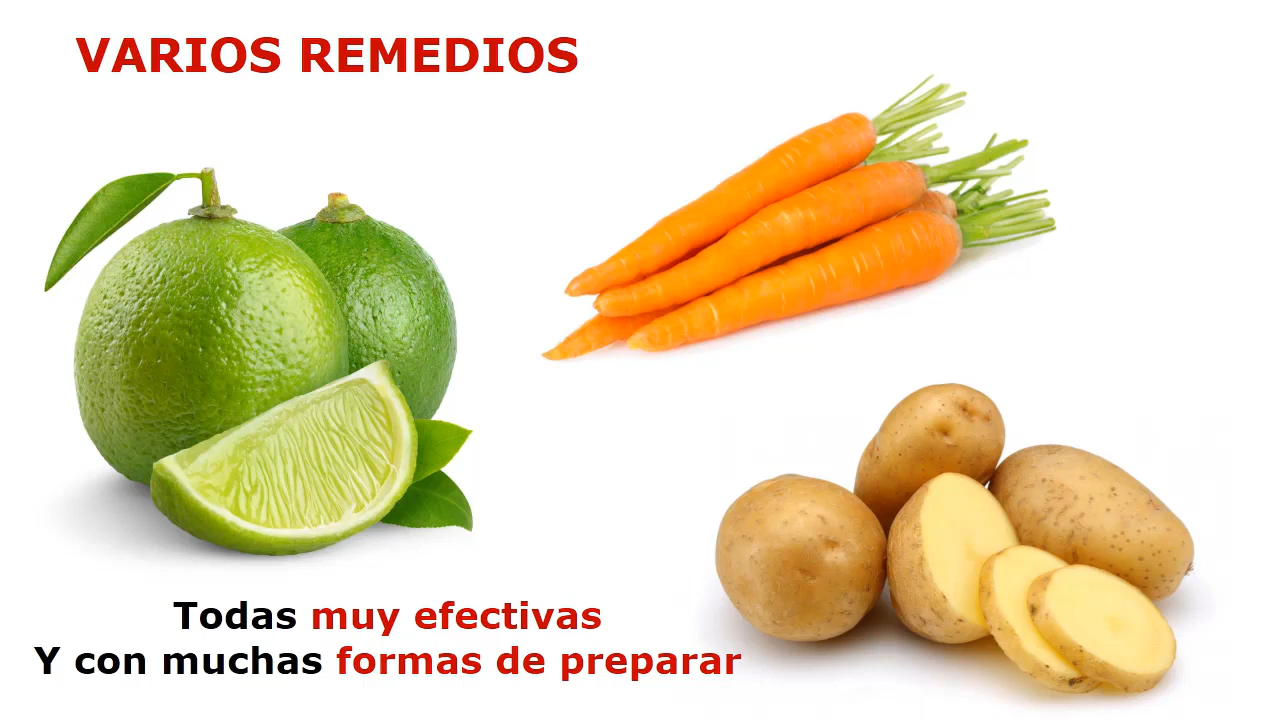 VARIOS REMEDIOS
Todas muy efectivas
Y con muchas formas de preparar